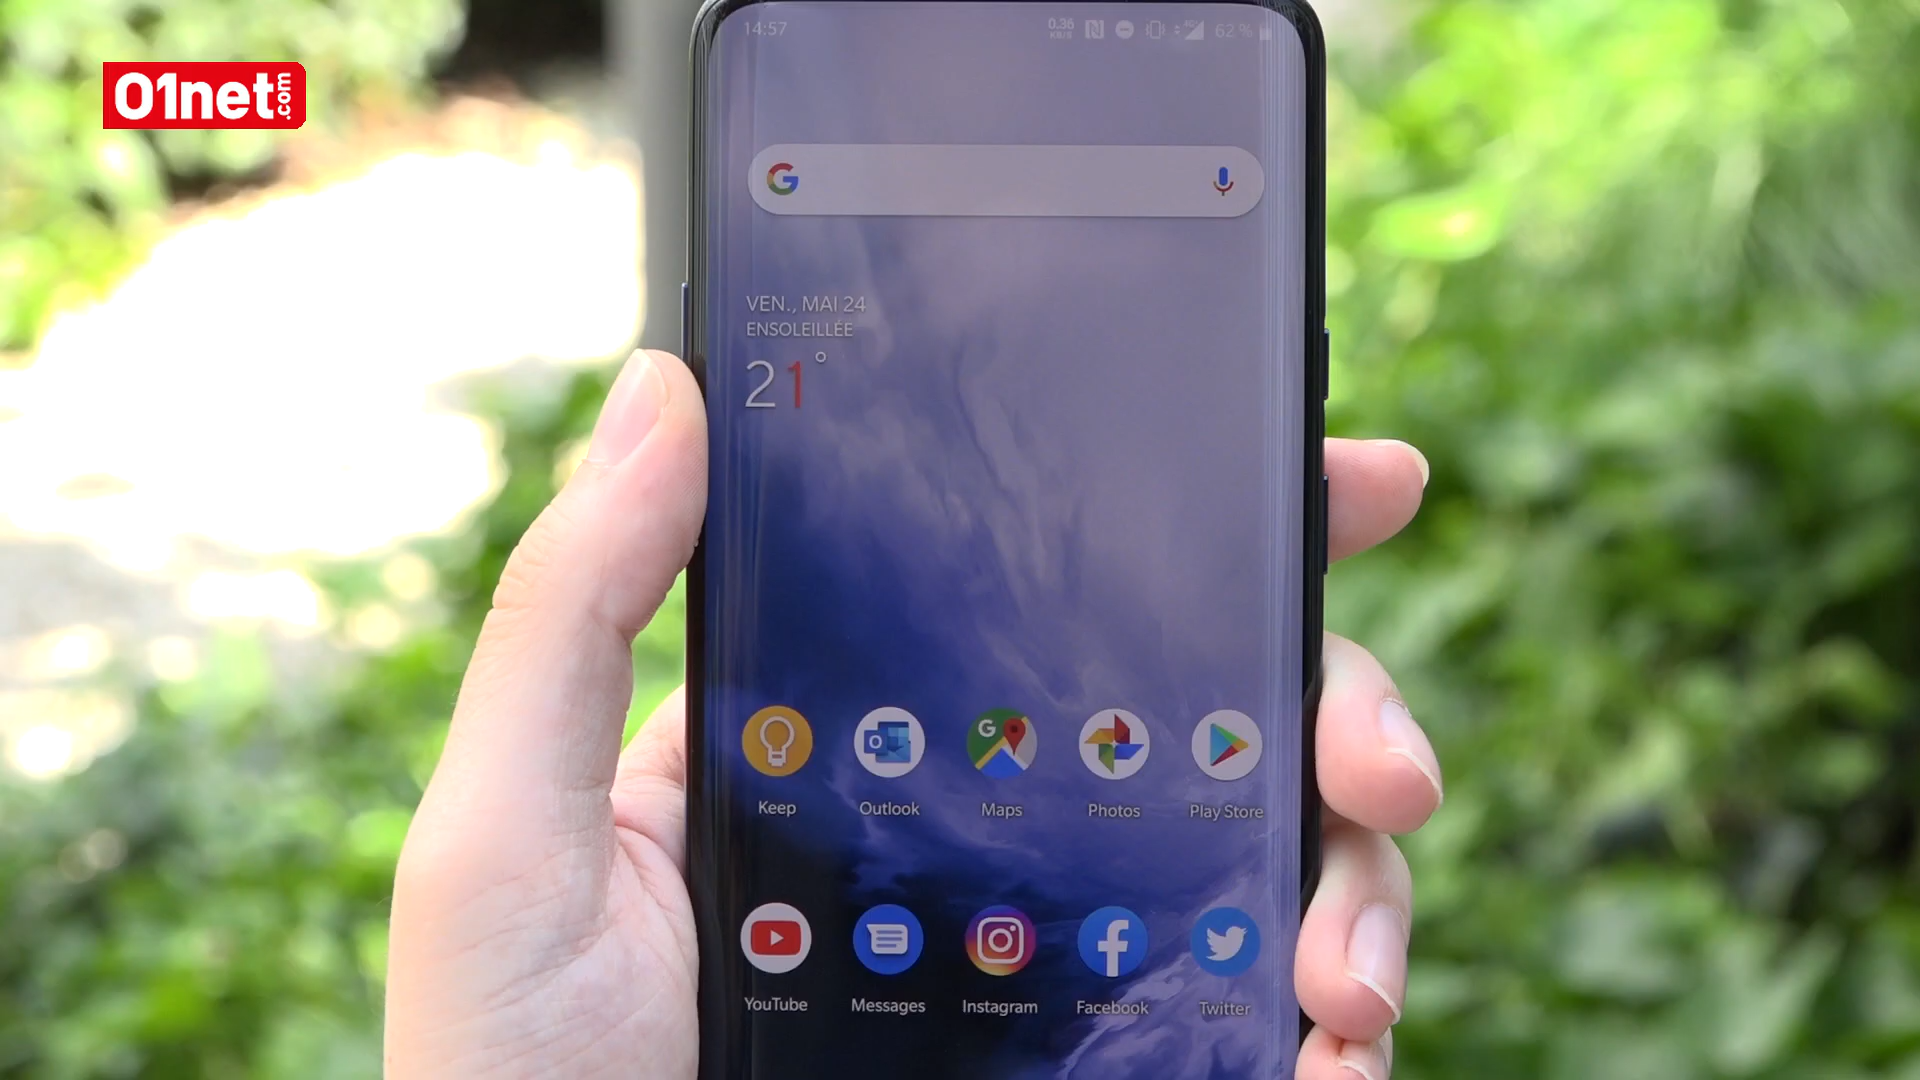 01net.com
14:57
0.36
KB/S
62 %
G
VEN., MAI 24
ENSOLEILLÉE
21°
G
Keep
Outlook
Maps
Photos
Play Store
YouTube
Messages
Instagram
Facebook
Twitter